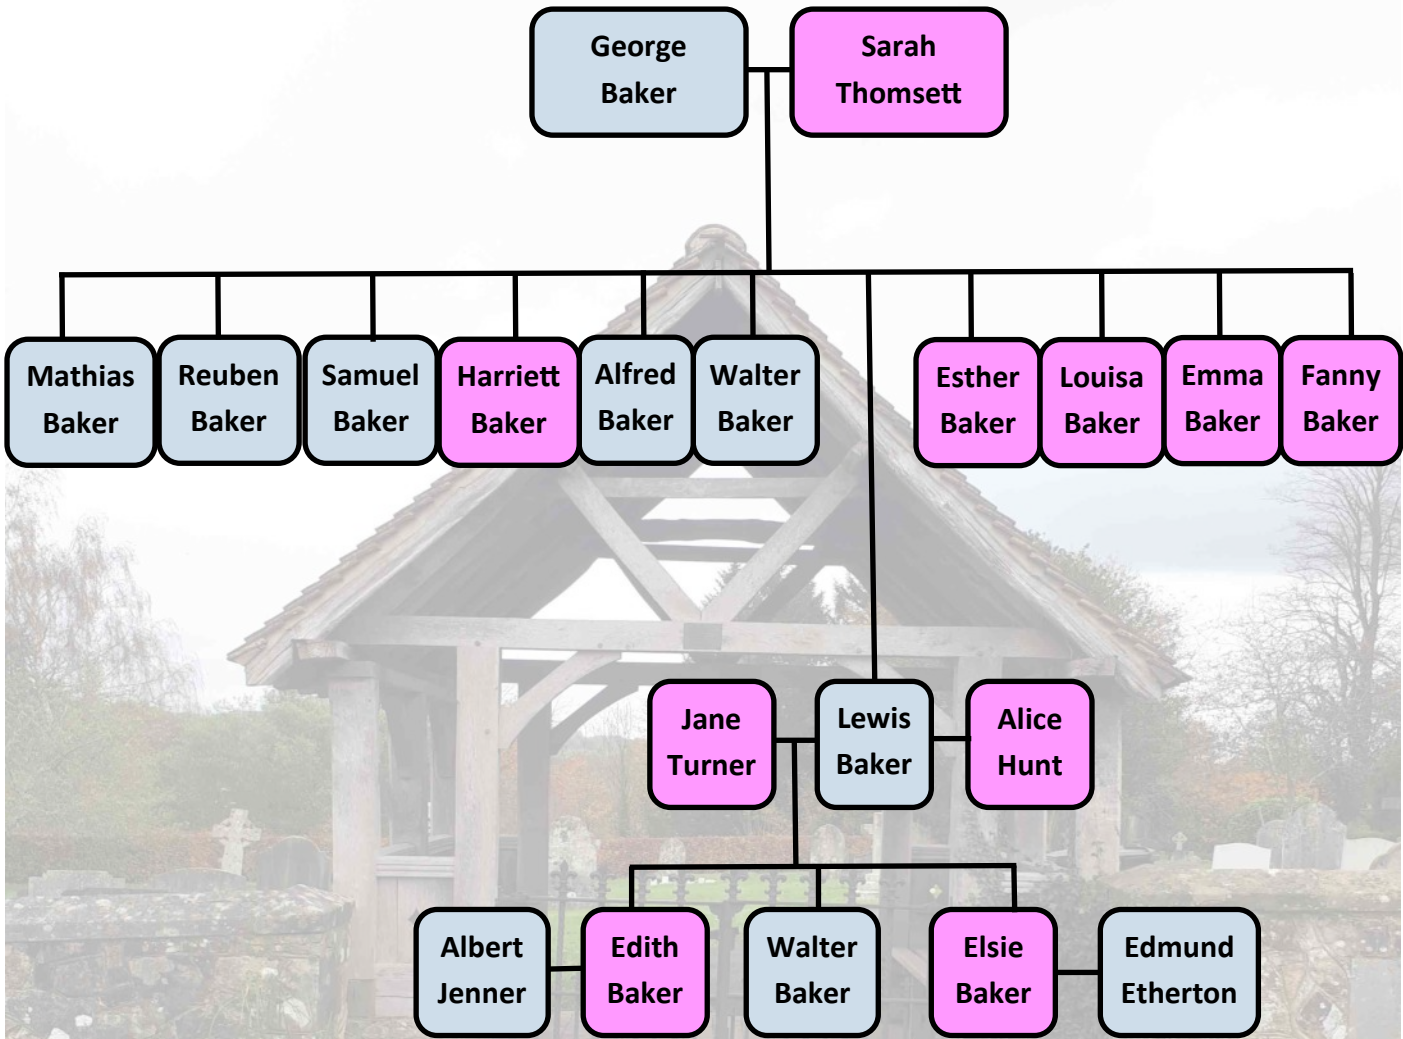 George
Baker
Sarah
Thomsett
Mathias
Baker
Reuben
Baker
Samuel
Baker
Harriett
Baker
Alfred
Baker
Walter
Baker
Esther
Baker
Louisa
Baker
Emma
Baker
Fanny
Baker
Jane
Turner
Lewis
Baker
Alice
Hunt
Albert
Jenner
Edith
Baker
Walter
Baker
Elsie
Baker
Edmund
Etherton